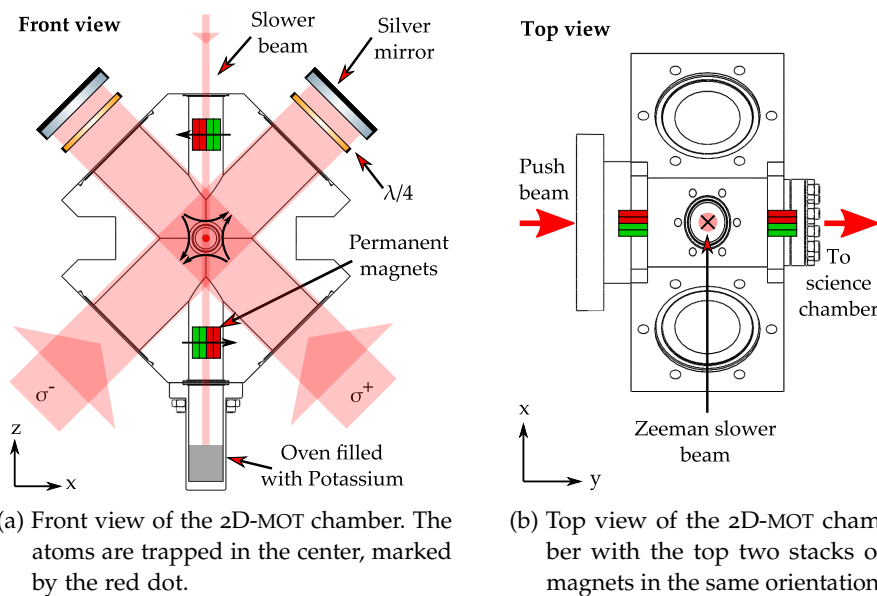 Front view
Slower
beam
Silver
mirror
λ/4
Permanent
magnets
σ-
σ+
z
x
Oven filled
with Potassium
(a) Front view of the 2D-MOT chamber. The
atoms are trapped in the center, marked
by the red dot.
Top view
Push
beam
To
science
chamber
x
y
Zeeman slower
beam
(b) Top view of the 2D-MOT cham
ber with the top two stacks o
magnets in the same orientation